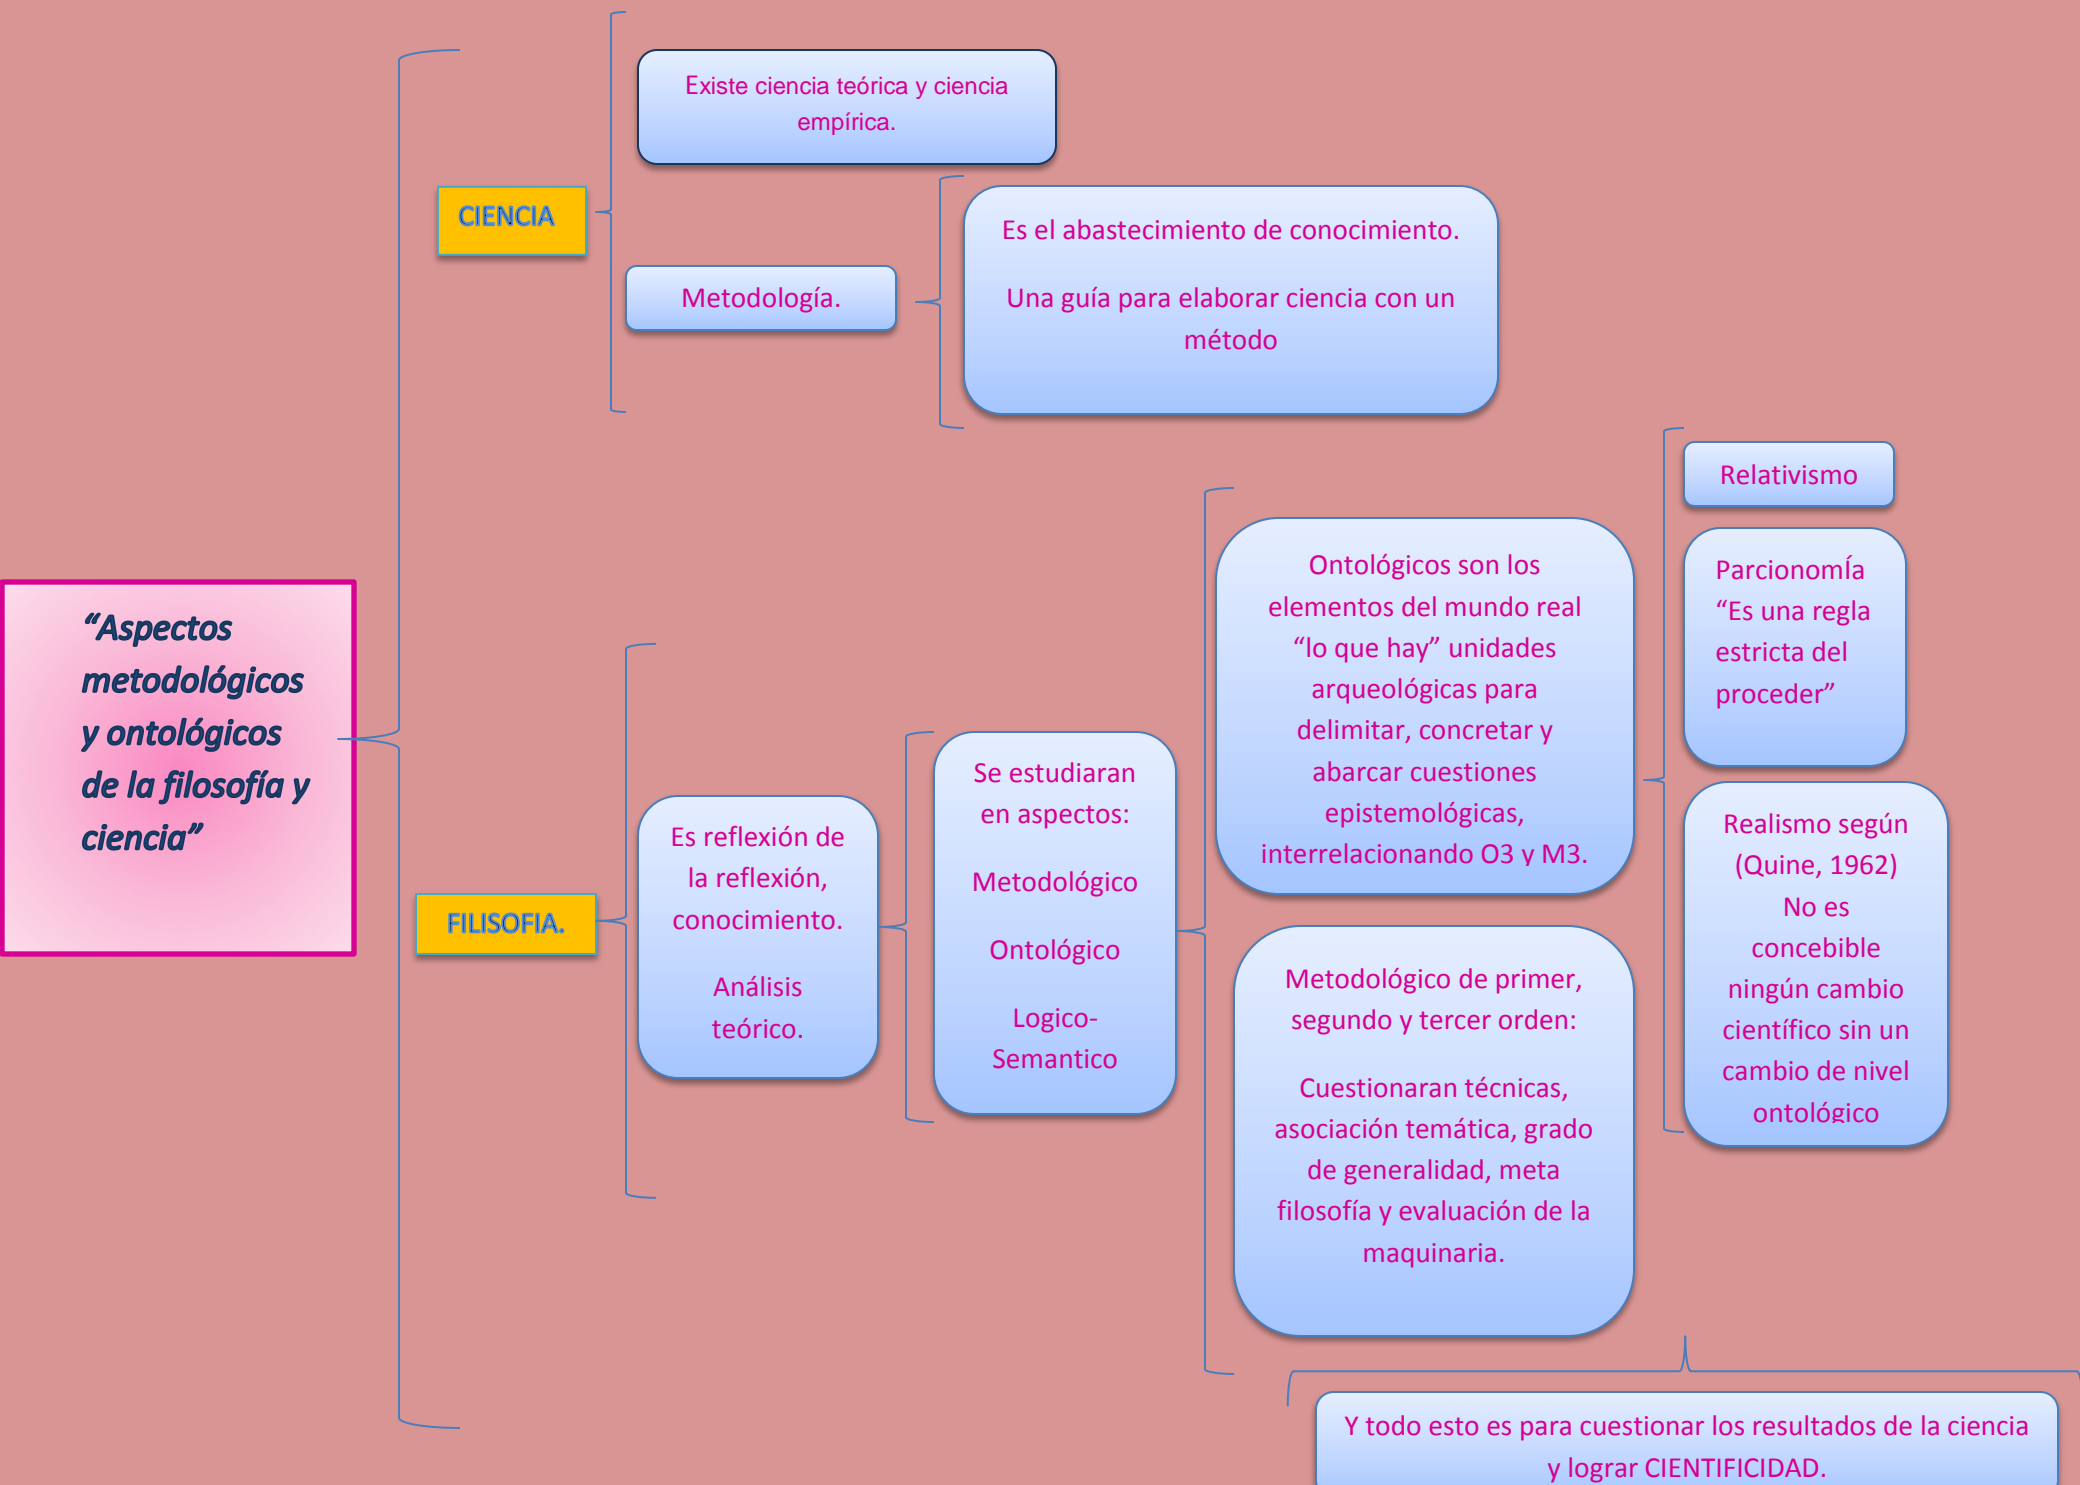 “Aspectos
metodológicos
y ontológicos
de la filosofía y
ciencia”
CIENCIA
Existe ciencia teórica y ciencia
empírica.
Metodología.
Es el abastecimiento de conocimiento.
Una guía para elaborar ciencia con un
método
FILISOFIA.
Es reflexión de
la reflexión,
conocimiento.
Análisis
teórico.
Se estudiaran
en aspectos:
Metodológico
Ontológico
Logico-
Semantico
Ontológicos son los
elementos del mundo real
“lo que hay” unidades
arqueológicas para
delimitar, concretar y
abarcar cuestiones
epistemológicas,
interrelacionando O3 y M3.
Relativismo
ParcionomÍa
“Es una regla
estricta del
proceder”
Realismo según
(Quine, 1962)
No es
concebible
ningún cambio
científico sin un
cambio de nivel
ontológico
Metodológico de primer,
segundo y tercer orden:
Cuestionaran técnicas,
asociación temática, grado
de generalidad, meta
filosofía y evaluación de la
maquinaria.
Y todo esto es para cuestionar los resultados de la ciencia
y lograr CIENTIFICIDAD.